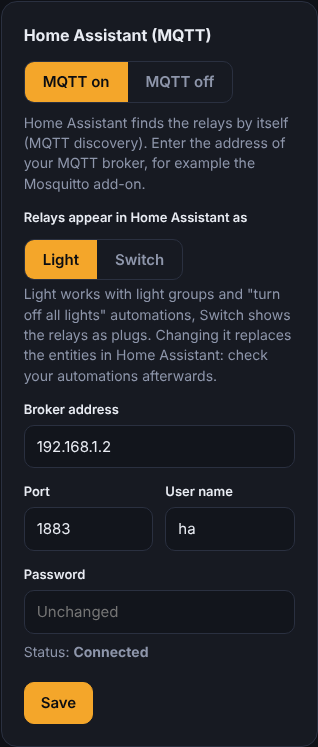 Home Assistant (MQTT)
MQTT on MQTT off
Home Assistant finds the relays by itself
(MQTT discovery). Enter the address of
your MQTT broker, for example the
Mosquitto add-on.
Relays appear in Home Assistant as
Light Switch
Light works with light groups and "turn
off all lights" automations, Switch shows
the relays as plugs. Changing it replaces
the entities in Home Assistant: check
your automations afterwards.
Broker address
192.168.1.2
Port User name
1883 ha
Password
Unchanged
Status: Connected
Save